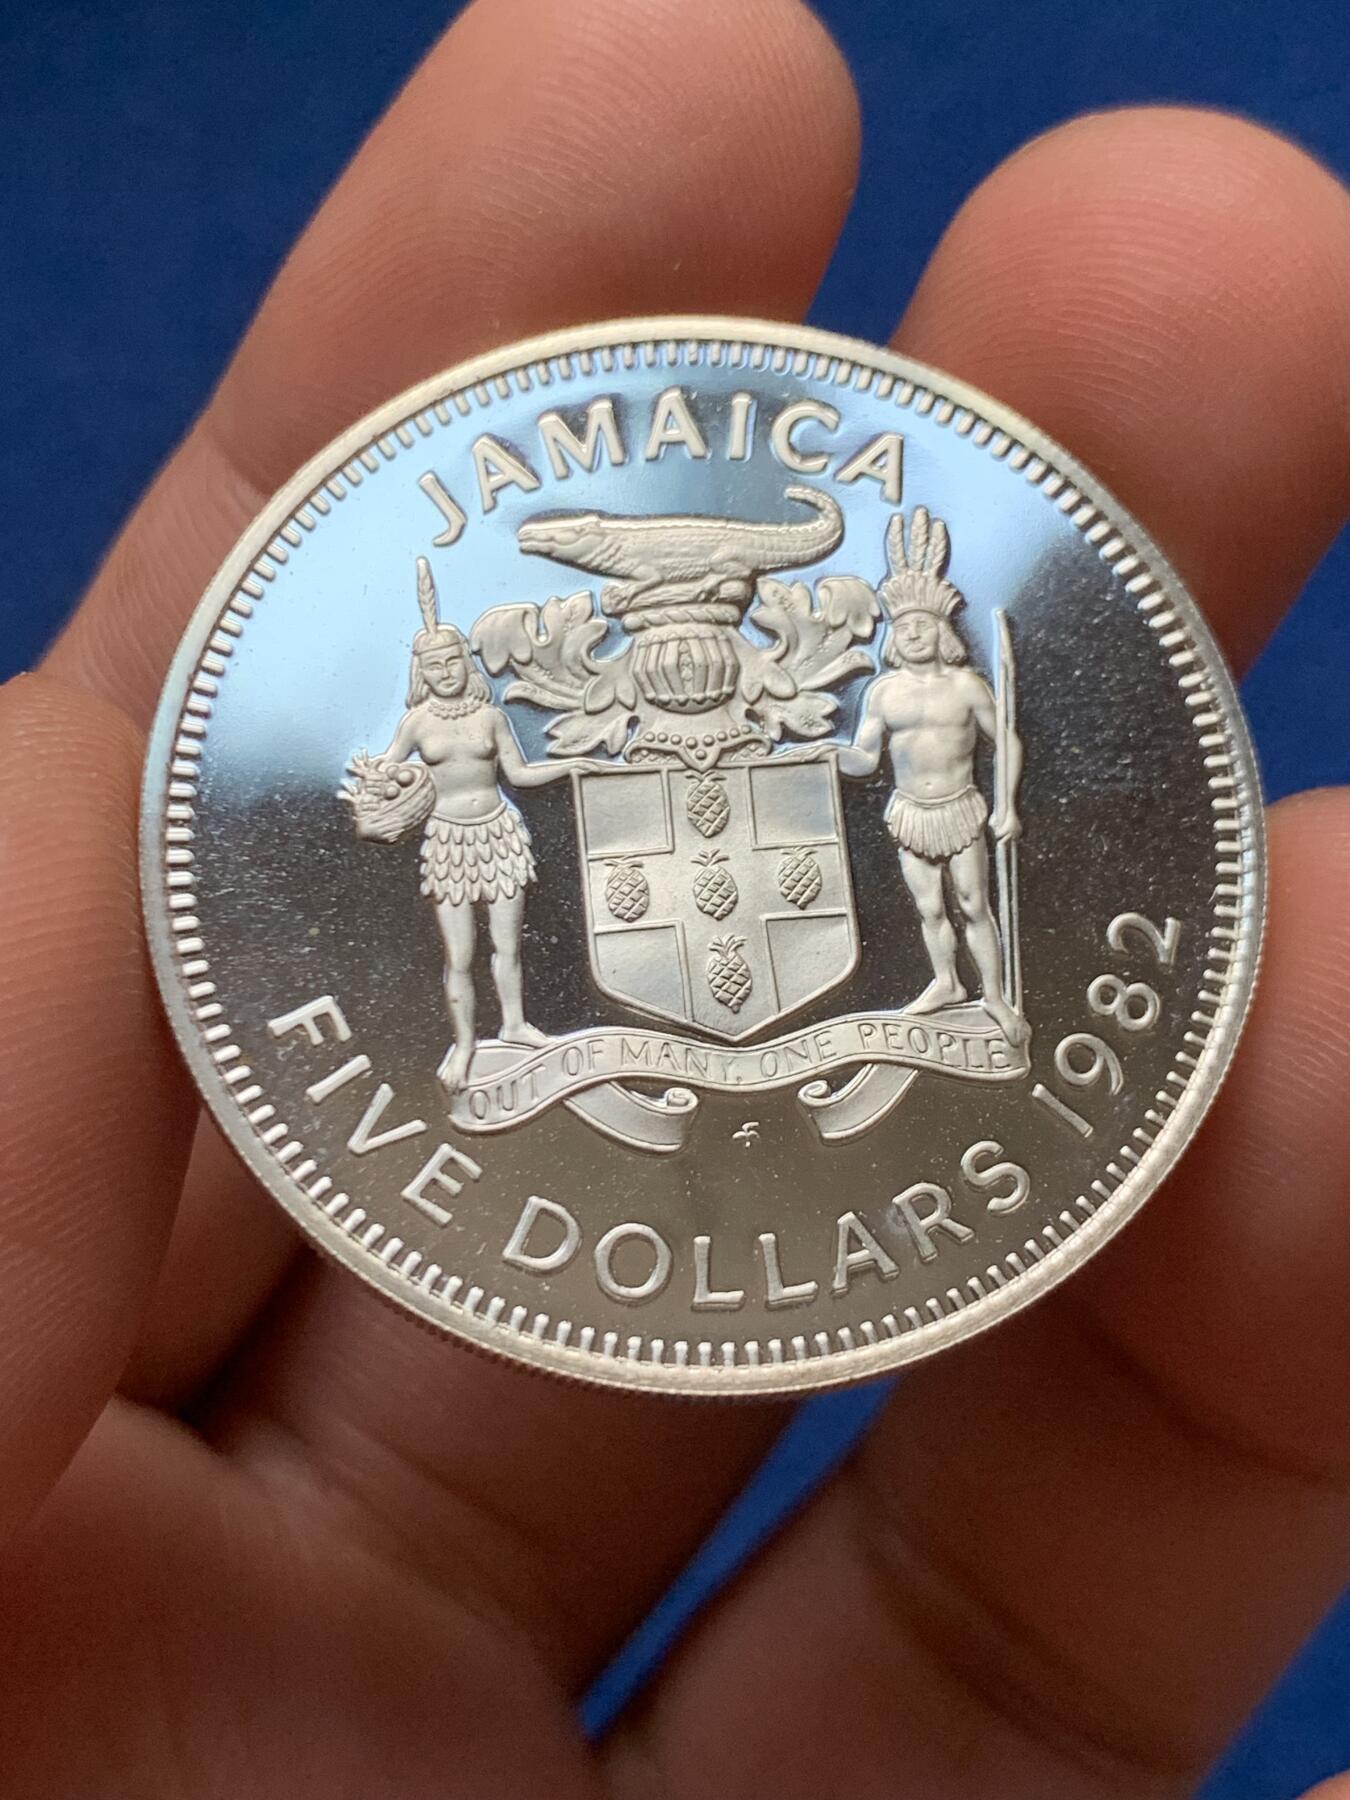 JAMAICA
OUT OF MANY, ONE PEOPLE
FIVE DOLLARS 1982